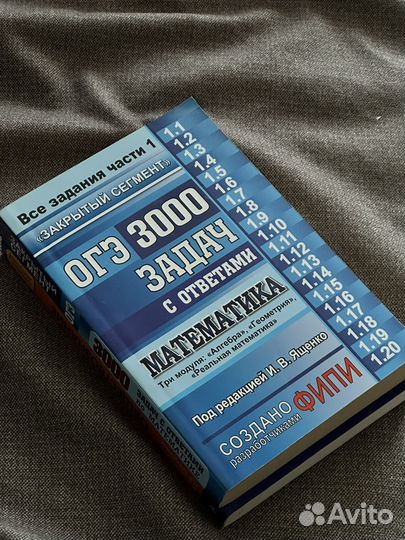 Все задания части 1
«ЗАКРЫТЫЙ СЕГМЕНТ»
ОГЭ 3000
ЗАДАЧ
С ОТВЕТАМИ
МАТЕМАТИКА
Три модуля: «Алгебра», «Геометрия»,
«Реальная математика»
Под редакцией И. В. Ященко
СОЗДАНО
разработчиками
ФИПИ
1.1
1.2
1.3
1.4
1.5
1.6
1.7
1.8
1.9
1.10
1.11
1.12
1.13
1.14
1.15
1.16
1.17
1.18
1.19
1.20
3000
ЗАДАЧ С ОТВЕТАМИ
Avito